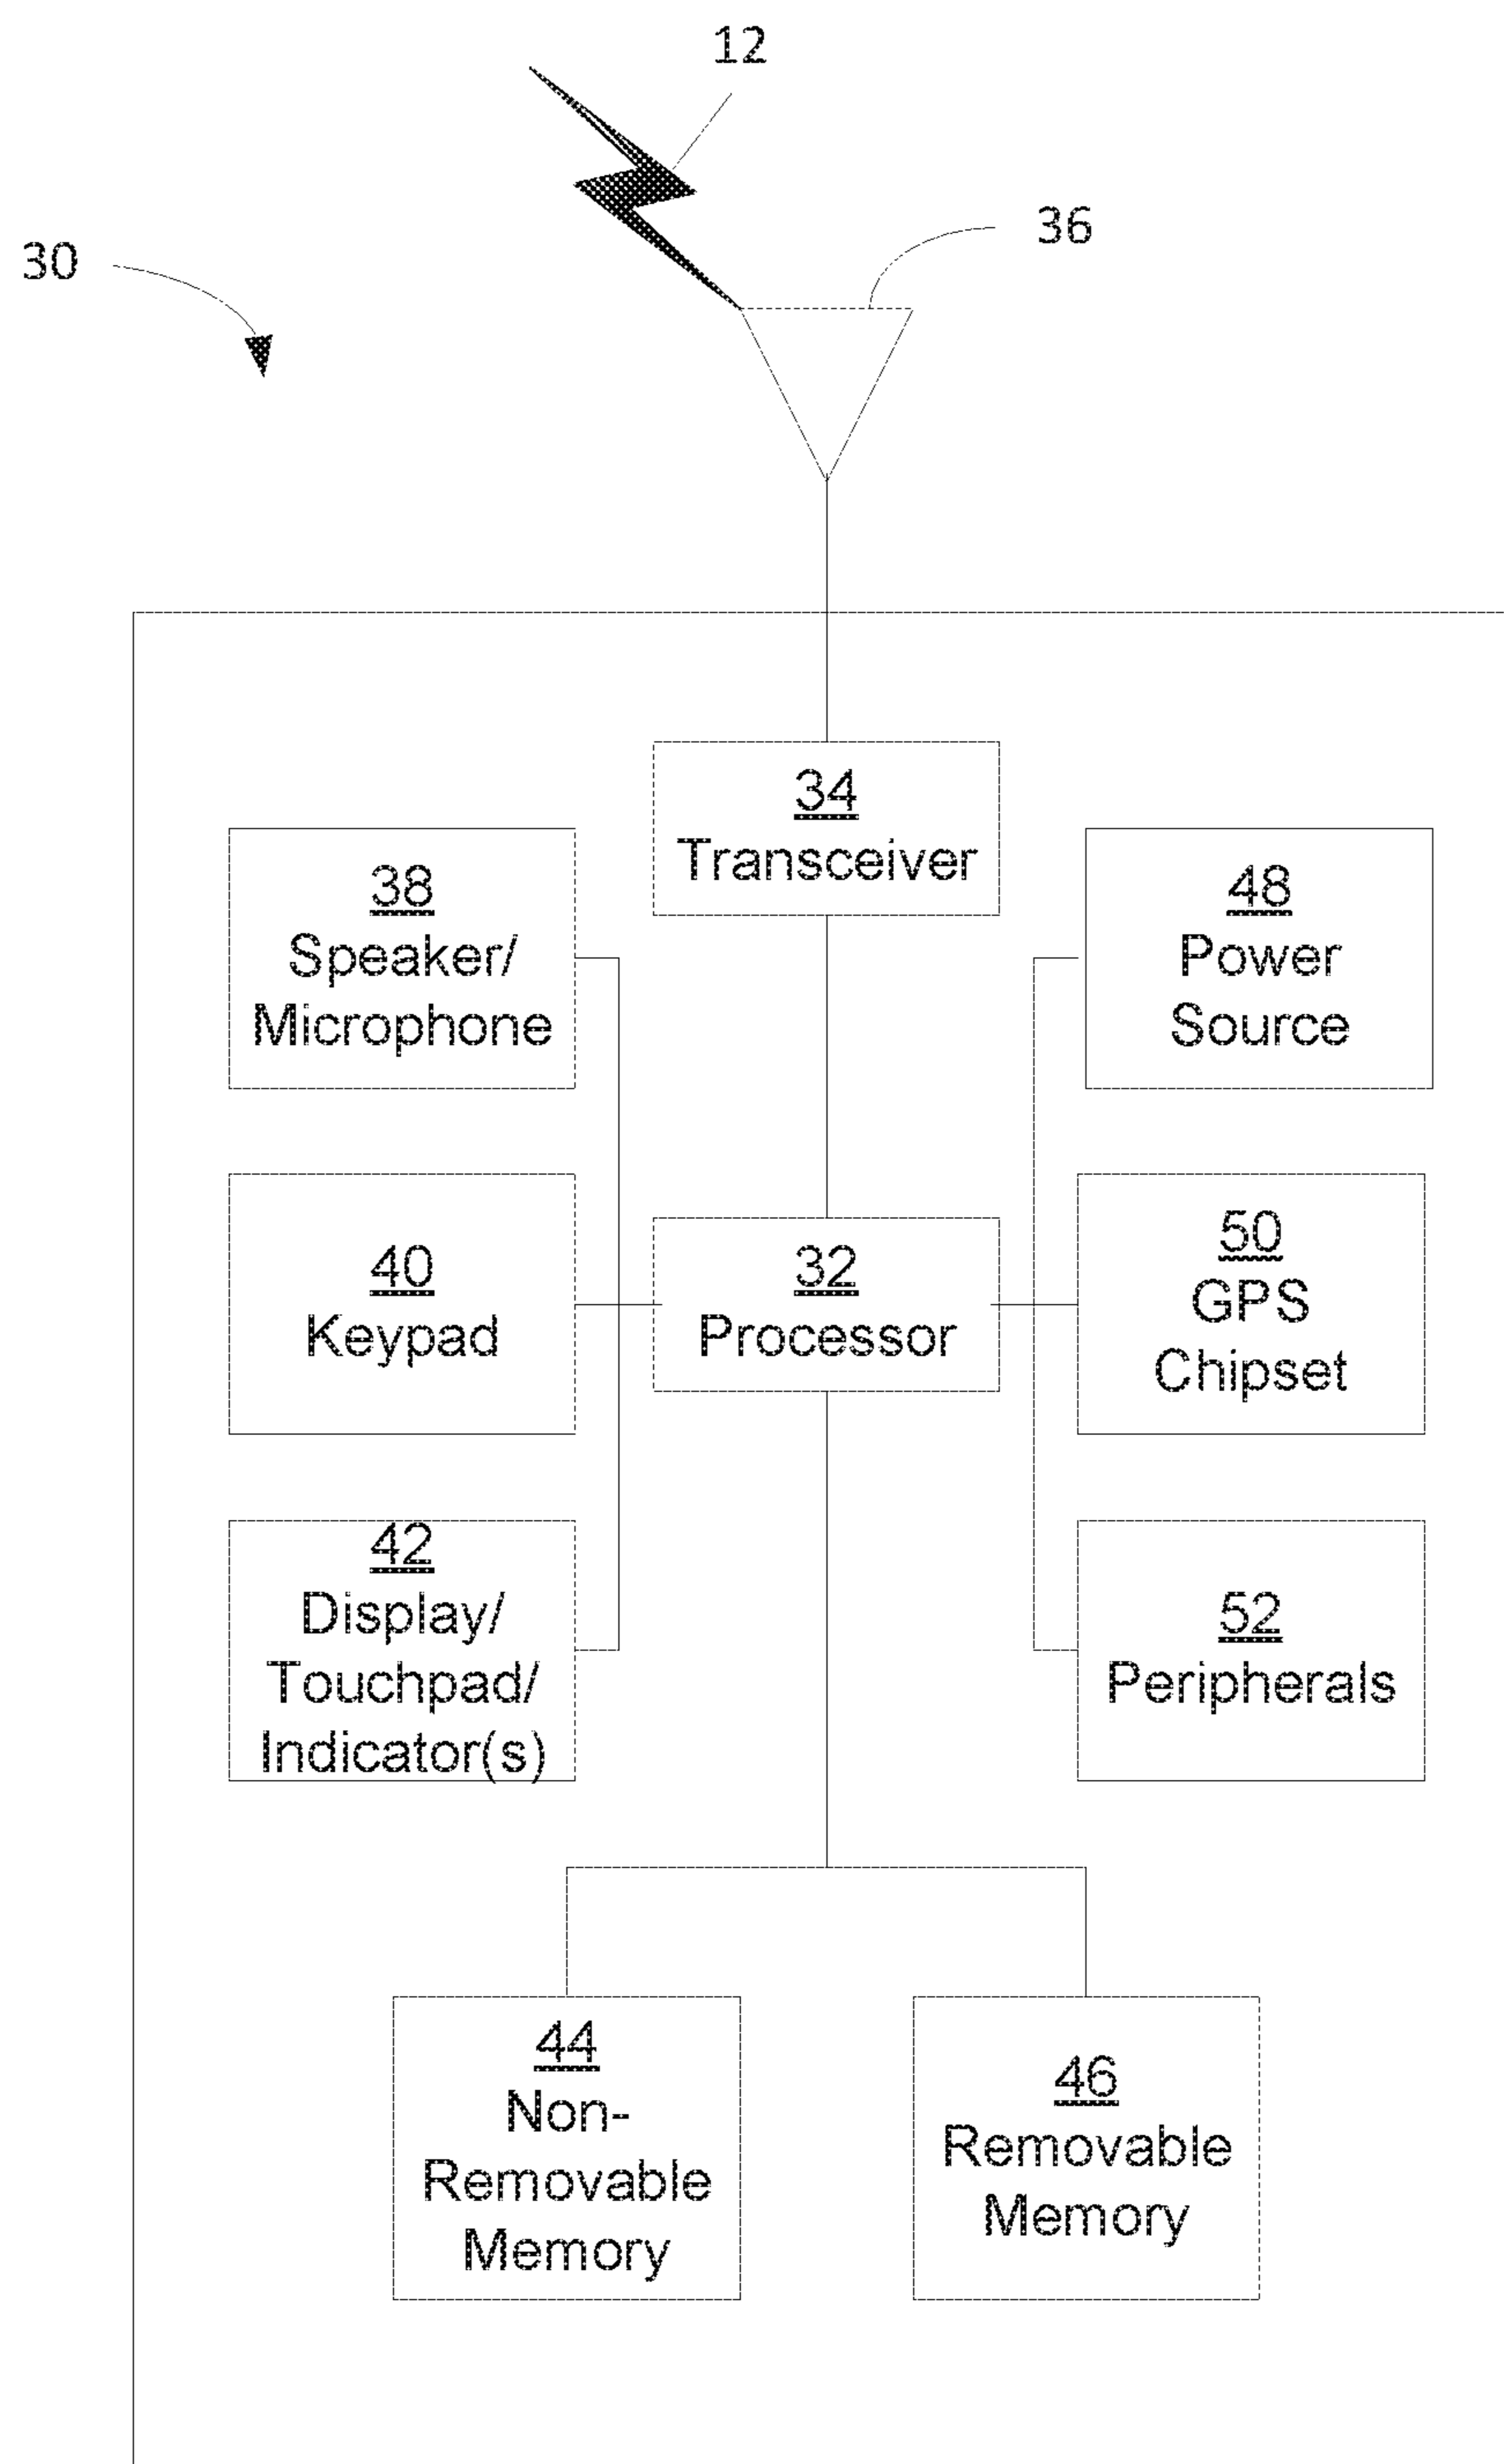 12
36
30
34
Transceiver
38
Speaker/
Microphone
48
Power
Source
40
Keypad
32
Processor
50
GPS
Chipset
42
Display/
Touchpad/
Indicator(s)
52
Peripherals
44
Non-
Removable
Memory
46
Removable
Memory